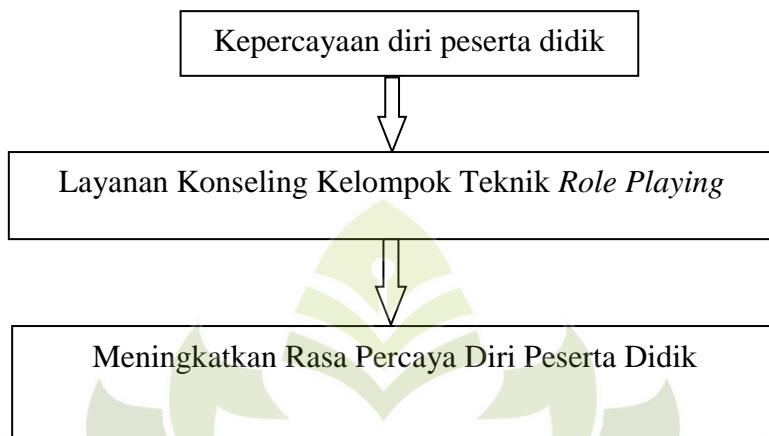 Kepercayaan diri peserta didik
Layanan Konseling Kelompok Teknik Role Playing
Meningkatkan Rasa Percaya Diri Peserta Didik